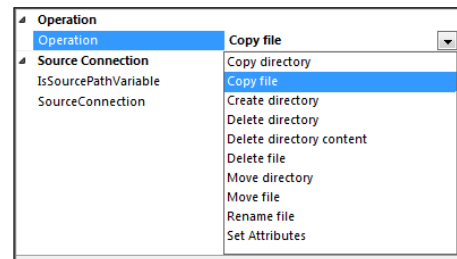 Operation
Operation Copy file
Source Connection Copy directory
IsSourcePathVariable Copy file
SourceConnection Create directory
Delete directory
Delete directory content
Delete file
Move directory
Move file
Rename file
Set Attributes